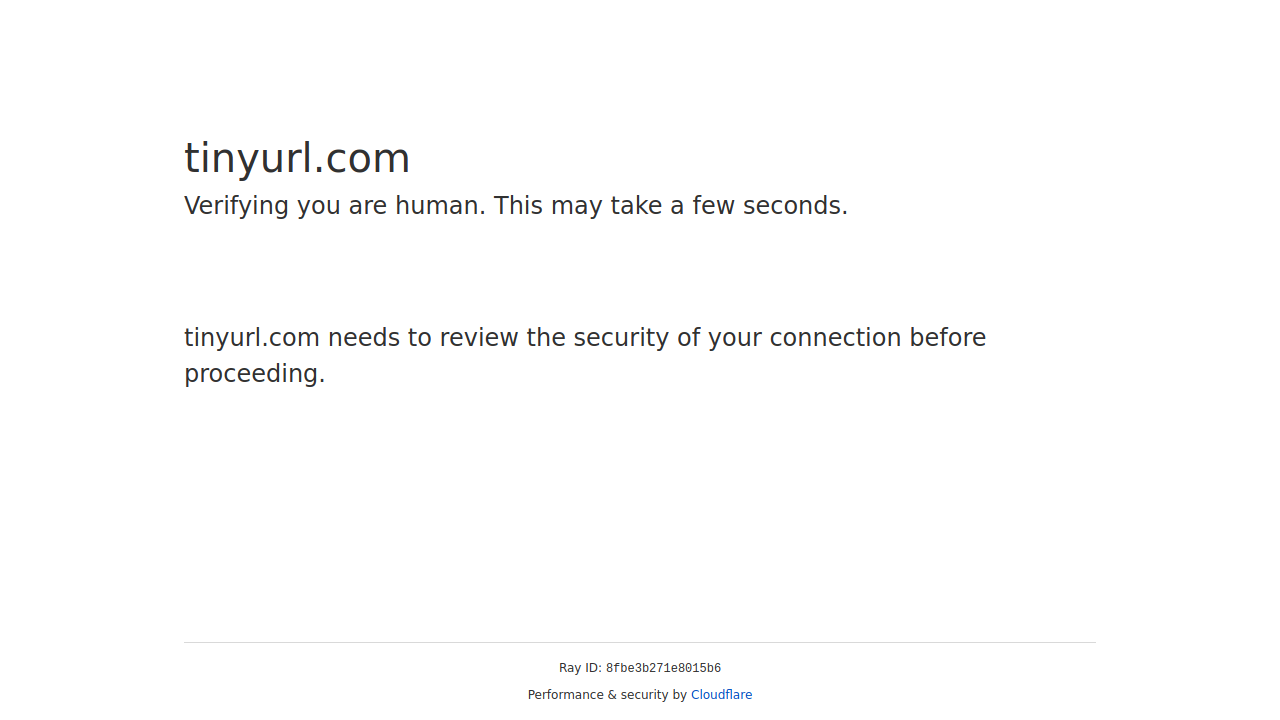 tinyurl.com
Verifying you are human. This may take a few seconds.
tinyurl.com needs to review the security of your connection before
proceeding.
Ray ID: 8fbe3b271e8015b6
Performance & security by Cloudflare